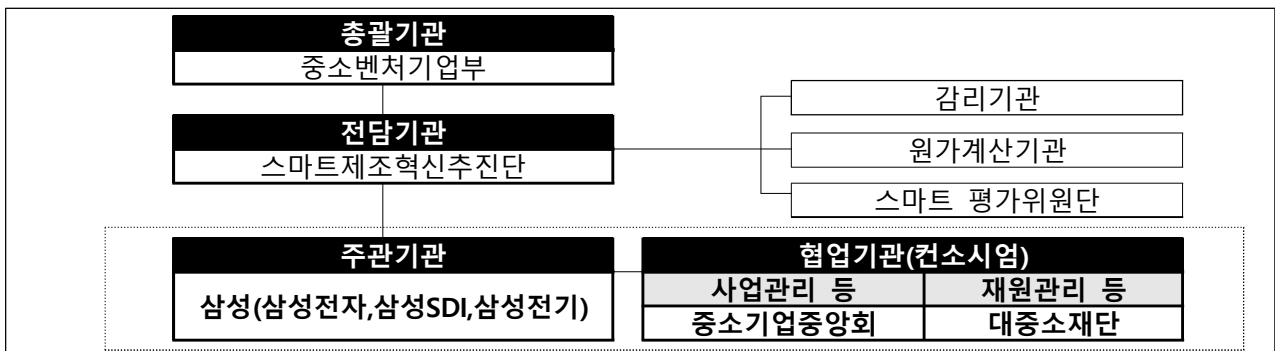 총괄기관
중소벤처기업부
감리기관
전담기관
원가계산기관
스마트제조혁신추진단
스마트 평가위원단
주관기관
협업기관(컨소시엄)
삼성(삼성전자,삼성SDI,삼성전기)
사업관리 등
재원관리 등
중소기업중앙회
대중소재단